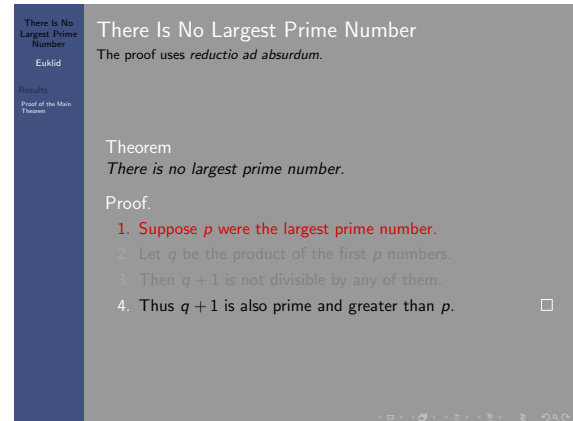 There Is No
Largest Prime
Number
Euklid
Results
Proof of the Main
Theorem
There Is No Largest Prime Number
The proof uses reductio ad absurdum.
Theorem
There is no largest prime number.
Proof.
1. Suppose p were the largest prime number.
2. Let q be the product of the first p numbers.
3. Then q + 1 is not divisible by any of them.
4. Thus q + 1 is also prime and greater than p. □